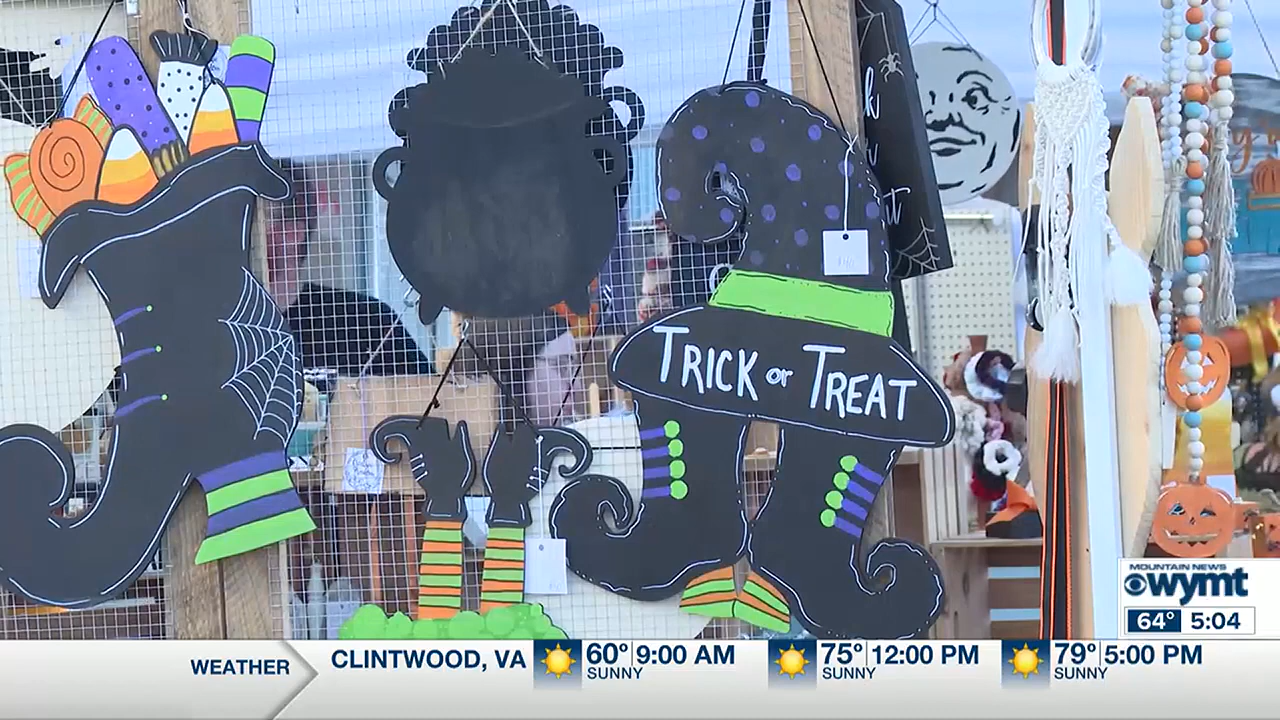 TRICK or TREAT
MOUNTAIN NEWS
wymt
64° 5:04
WEATHER
CLINTWOOD, VA
60° 9:00 AM
SUNNY
75° 12:00 PM
SUNNY
79° 5:00 PM
SUNNY